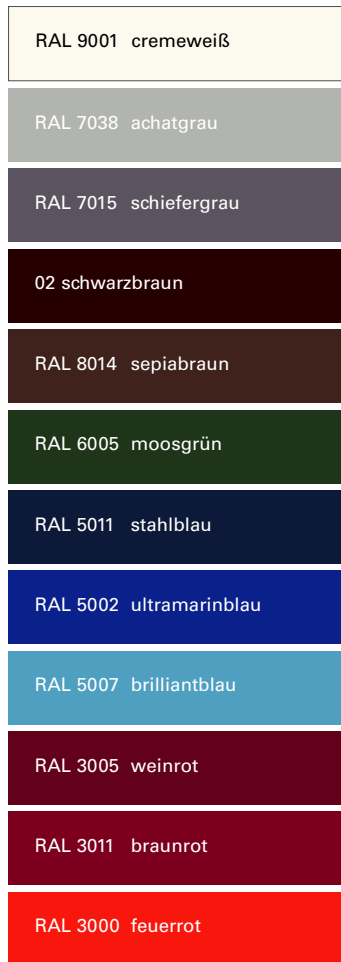 RAL 9001 cremeweiß
RAL 7038 achatgrau
RAL 7015 schiefergrau
02 schwarzbraun
RAL 8014 sepiabraun
RAL 6005 moosgrün
RAL 5011 stahlblau
RAL 5002 ultramarinblau
RAL 5007 brilliantblau
RAL 3005 weinrot
RAL 3011 braunrot
RAL 3000 feuerrot